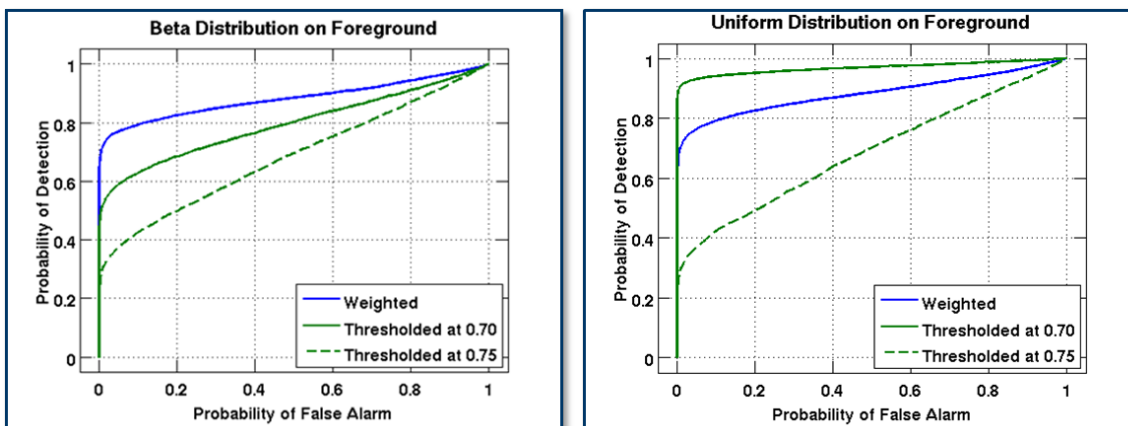 Beta Distribution on Foreground
1
0.8
0.6
0.4
0.2
0
Probability of Detection
Weighted
Thresholded at 0.70
Thresholded at 0.75
0 0.2 0.4 0.6 0.8 1
Probability of False Alarm
Uniform Distribution on Foreground
1
0.8
0.6
0.4
0.2
0
Probability of Detection
Weighted
Thresholded at 0.70
Thresholded at 0.75
0 0.2 0.4 0.6 0.8 1
Probability of False Alarm